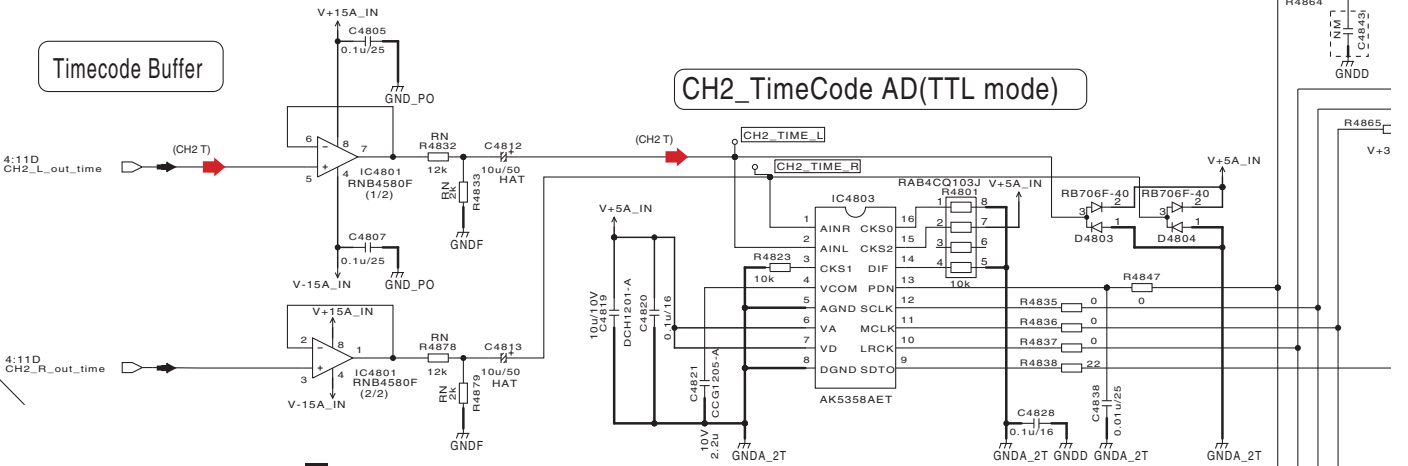 V+15A_IN
C4805
0.1u/25
GND_PO
Timecode Buffer
CH2_TimeCode AD(TTL mode)
R4864
NM
C4843
GNDD
4:11D
CH2_L_out_time
(CH2 T)
6
5
8
4
7
IC4801
RNB4580F
(1/2)
RN
R4832
12k
RN
2k
R4833
GNDF
C4812
+
10u/50
HAT
(CH2 T)
CH2_TIME_L
CH2_TIME_R
C4807
0.1u/25
V-15A_IN
GND_PO
V+15A_IN
4:11D
CH2_R_out_time
2
3
8
4
1
IC4801
RNB4580F
(2/2)
V-15A_IN
RN
R4878
12k
RN
2k
R4879
GNDF
C4813
+
10u/50
HAT
V+5A_IN
10u/10V
C4819
DCH1201-A
C4820
0.1u/16
C4821
CCG1205-A
10V
2.2u
GNDA_2T
R4823
10k
IC4803
1 AINR CKS0 16
2 AINL CKS2 15
3 CKS1 DIF 14
4 VCOM PDN 13
5 AGND SCLK 12
6 VA MCLK 11
7 VD LRCK 10
8 DGND SDTO 9
AK5358AET
RAB4CQ103J
R4801
1 8
2 7
3 6
4 5
10k
V+5A_IN
R4835 0
R4836 0
R4837 0
R4838 22
R4847
0
C4828
0.1u/16
GNDA_2T
GNDD
C4838
0.01u/25
GNDA_2T
RB706F-40
3
2
1
D4803
RB706F-40
3
2
1
D4804
V+5A_IN
GNDA_2T
R4865
V+3